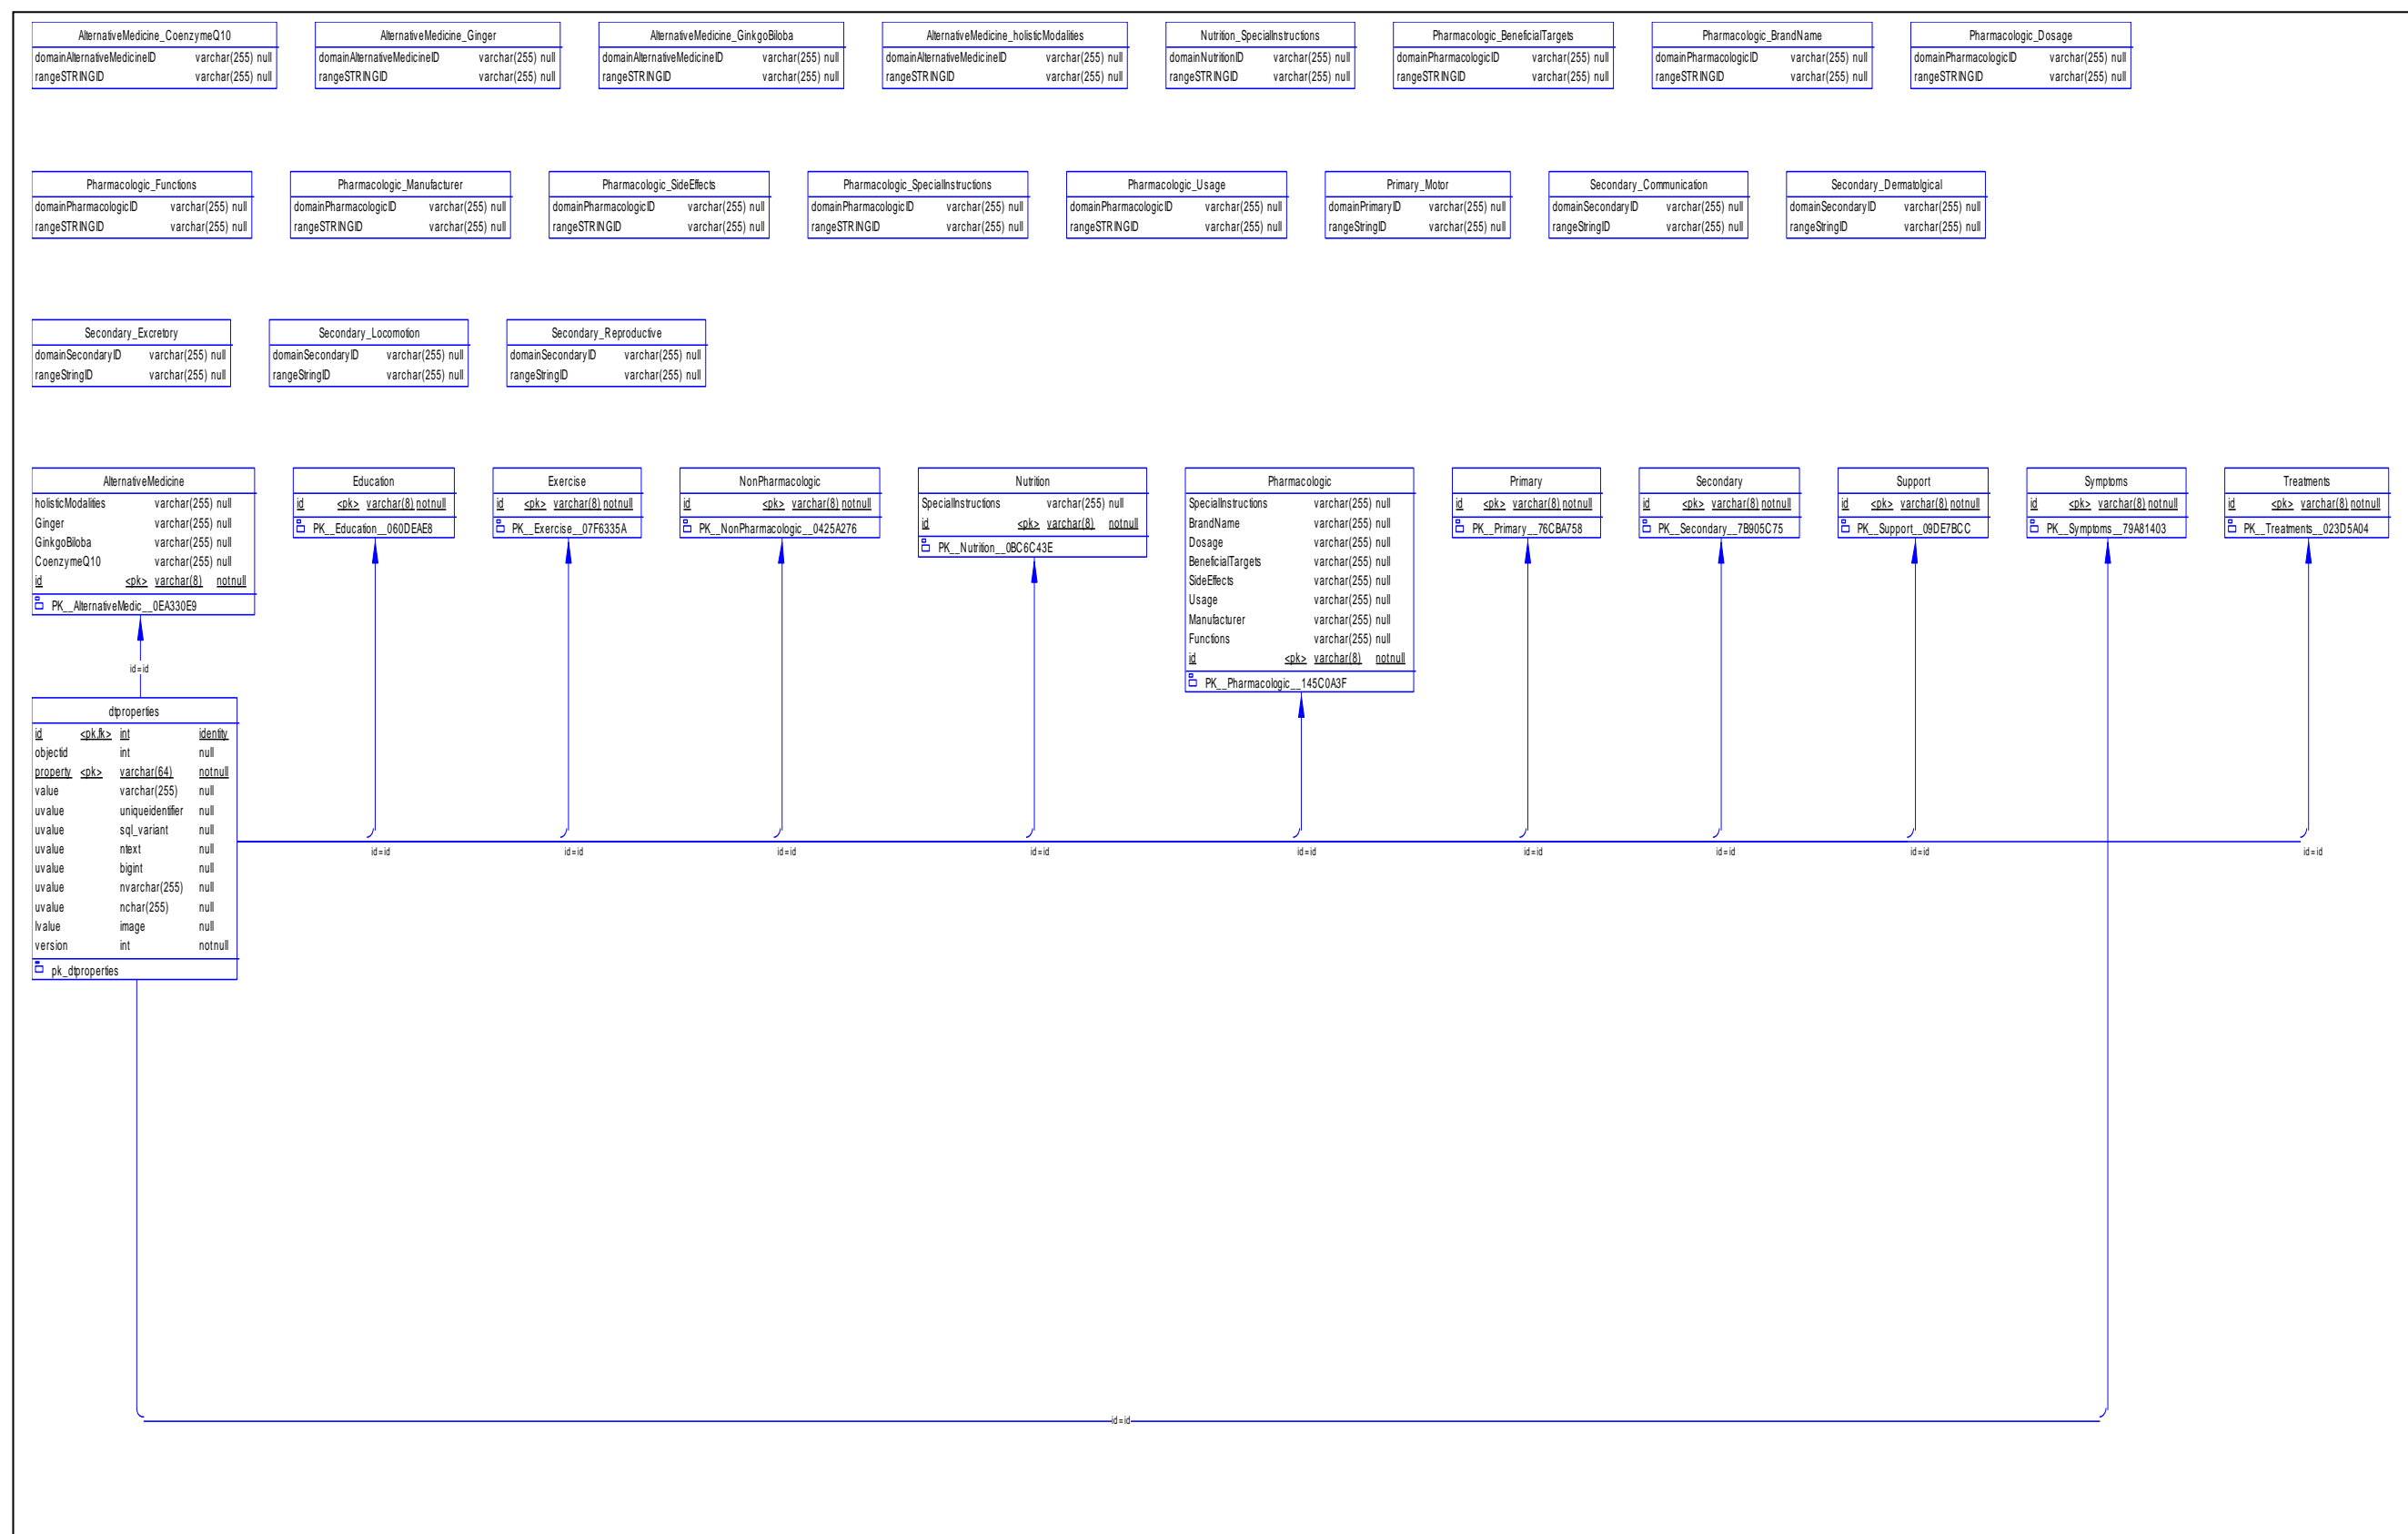 AlternativeMedicine_CoenzymeQ10
domainAlternativeMedicineID varchar(255) null
rangeSTRINGID varchar(255) null
AlternativeMedicine_Ginger
domainAlternativeMedicineID varchar(255) null
rangeSTRINGID varchar(255) null
AlternativeMedicine_GinkgoBiloba
domainAlternativeMedicineID varchar(255) null
rangeSTRINGID varchar(255) null
AlternativeMedicine_holisticModalities
domainAlternativeMedicineID varchar(255) null
rangeSTRINGID varchar(255) null
Nutrition_SpecialInstructions
domainNutritionID varchar(255) null
rangeSTRINGID varchar(255) null
Pharmacologic_BeneficialTargets
domainPharmacologicID varchar(255) null
rangeSTRINGID varchar(255) null
Pharmacologic_BrandName
domainPharmacologicID varchar(255) null
rangeSTRINGID varchar(255) null
Pharmacologic_Dosage
domainPharmacologicID varchar(255) null
rangeSTRINGID varchar(255) null
Pharmacologic_Functions
domainPharmacologicID varchar(255) null
rangeSTRINGID varchar(255) null
Pharmacologic_Manufacturer
domainPharmacologicID varchar(255) null
rangeSTRINGID varchar(255) null
Pharmacologic_SideEffects
domainPharmacologicID varchar(255) null
rangeSTRINGID varchar(255) null
Pharmacologic_SpecialInstructions
domainPharmacologicID varchar(255) null
rangeSTRINGID varchar(255) null
Pharmacologic_Usage
domainPharmacologicID varchar(255) null
rangeSTRINGID varchar(255) null
Primary_Motor
domainPrimaryID varchar(255) null
rangeStringID varchar(255) null
Secondary_Communication
domainSecondaryID varchar(255) null
rangeStringID varchar(255) null
Secondary_Dermatolgical
domainSecondaryID varchar(255) null
rangeStringID varchar(255) null
Secondary_Excretory
domainSecondaryID varchar(255) null
rangeStringID varchar(255) null
Secondary_Locomotion
domainSecondaryID varchar(255) null
rangeStringID varchar(255) null
Secondary_Reproductive
domainSecondaryID varchar(255) null
rangeStringID varchar(255) null
AlternativeMedicine
holisticModalities varchar(255) null
Ginger varchar(255) null
GinkgoBiloba varchar(255) null
CoenzymeQ10 varchar(255) null
id <pk> varchar(8) notnull
PK__AlternativeMedic__0EA330E9
Education
id <pk> varchar(8) notnull
PK__Education__060DEAE8
Exercise
id <pk> varchar(8) notnull
PK__Exercise__07F6335A
NonPharmacologic
id <pk> varchar(8) notnull
PK__NonPharmacologic__0425A276
Nutrition
SpecialInstructions varchar(255) null
id <pk> varchar(8) notnull
PK__Nutrition__0BC6C43E
Pharmacologic
SpecialInstructions varchar(255) null
BrandName varchar(255) null
Dosage varchar(255) null
BeneficialTargets varchar(255) null
SideEffects varchar(255) null
Usage varchar(255) null
Manufacturer varchar(255) null
Functions varchar(255) null
id <pk> varchar(8) notnull
PK__Pharmacologic__145C0A3F
Primary
id <pk> varchar(8) notnull
PK__Primary__76CBA758
Secondary
id <pk> varchar(8) notnull
PK__Secondary__7B905C75
Support
id <pk> varchar(8) notnull
PK__Support__09DE7BCC
Symptoms
id <pk> varchar(8) notnull
PK__Symptoms__79A81403
Treatments
id <pk> varchar(8) notnull
PK__Treatments__023D5A04
id = id
dtproperties
id <pk,fk> int identity
objectid int null
property <pk> varchar(64) notnull
value varchar(255) null
uvalue uniqueidentifier null
uvalue sql_variant null
uvalue ntext null
uvalue bigint null
uvalue nvarchar(255) null
uvalue nchar(255) null
lvalue image null
version int notnull
pk_dtproperties
id = id
id = id
id = id
id = id
id = id
id = id
id = id
id = id
id = id
id = id